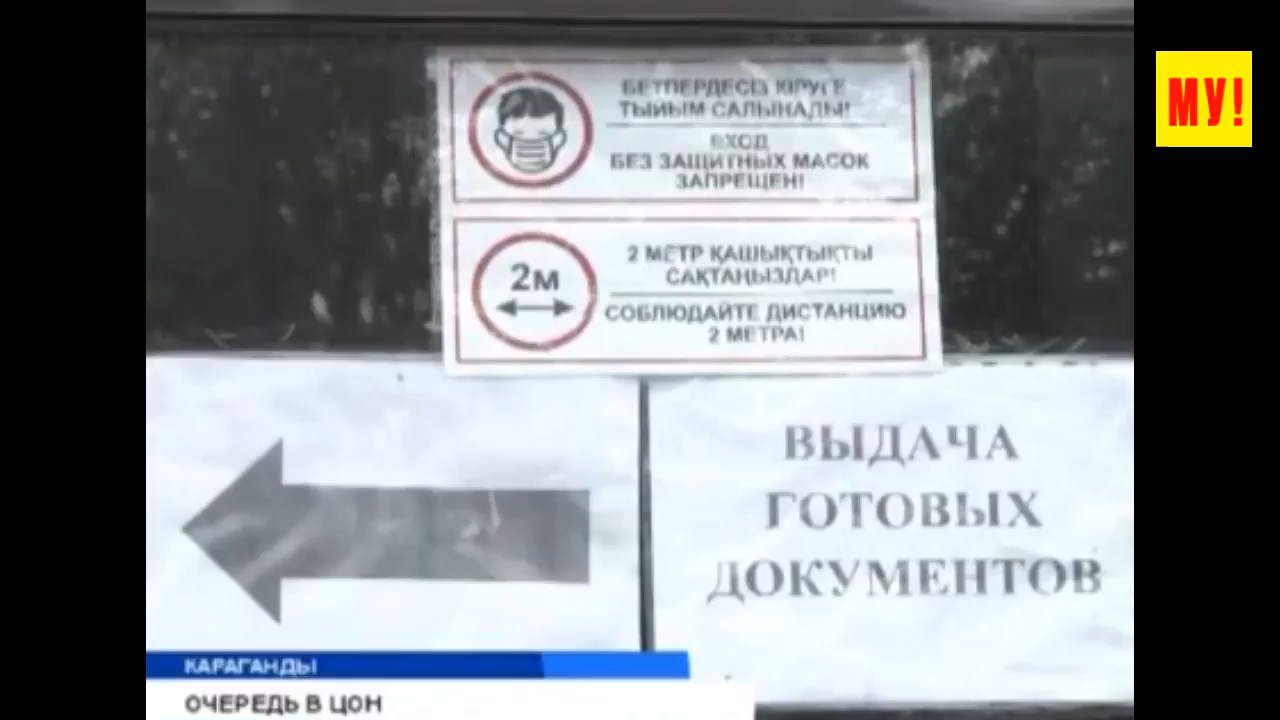 МУ!
БЕТПЕРДЕСІЗ КІРУГЕ
ТЫЙЫМ САЛЫНАДЫ!
ВХОД
БЕЗ ЗАЩИТНЫХ МАСОК
ЗАПРЕЩЕН!
2м
2 МЕТР ҚАШЫҚТЫҚТЫ
САҚТАҢЫЗДАР!
СОБЛЮДАЙТЕ ДИСТАНЦИЮ
2 МЕТРА!
ВЫДАЧА
ГОТОВЫХ
ДОКУМЕНТОВ
КАРАГАНДЫ
ОЧЕРЕДЬ В ЦОН